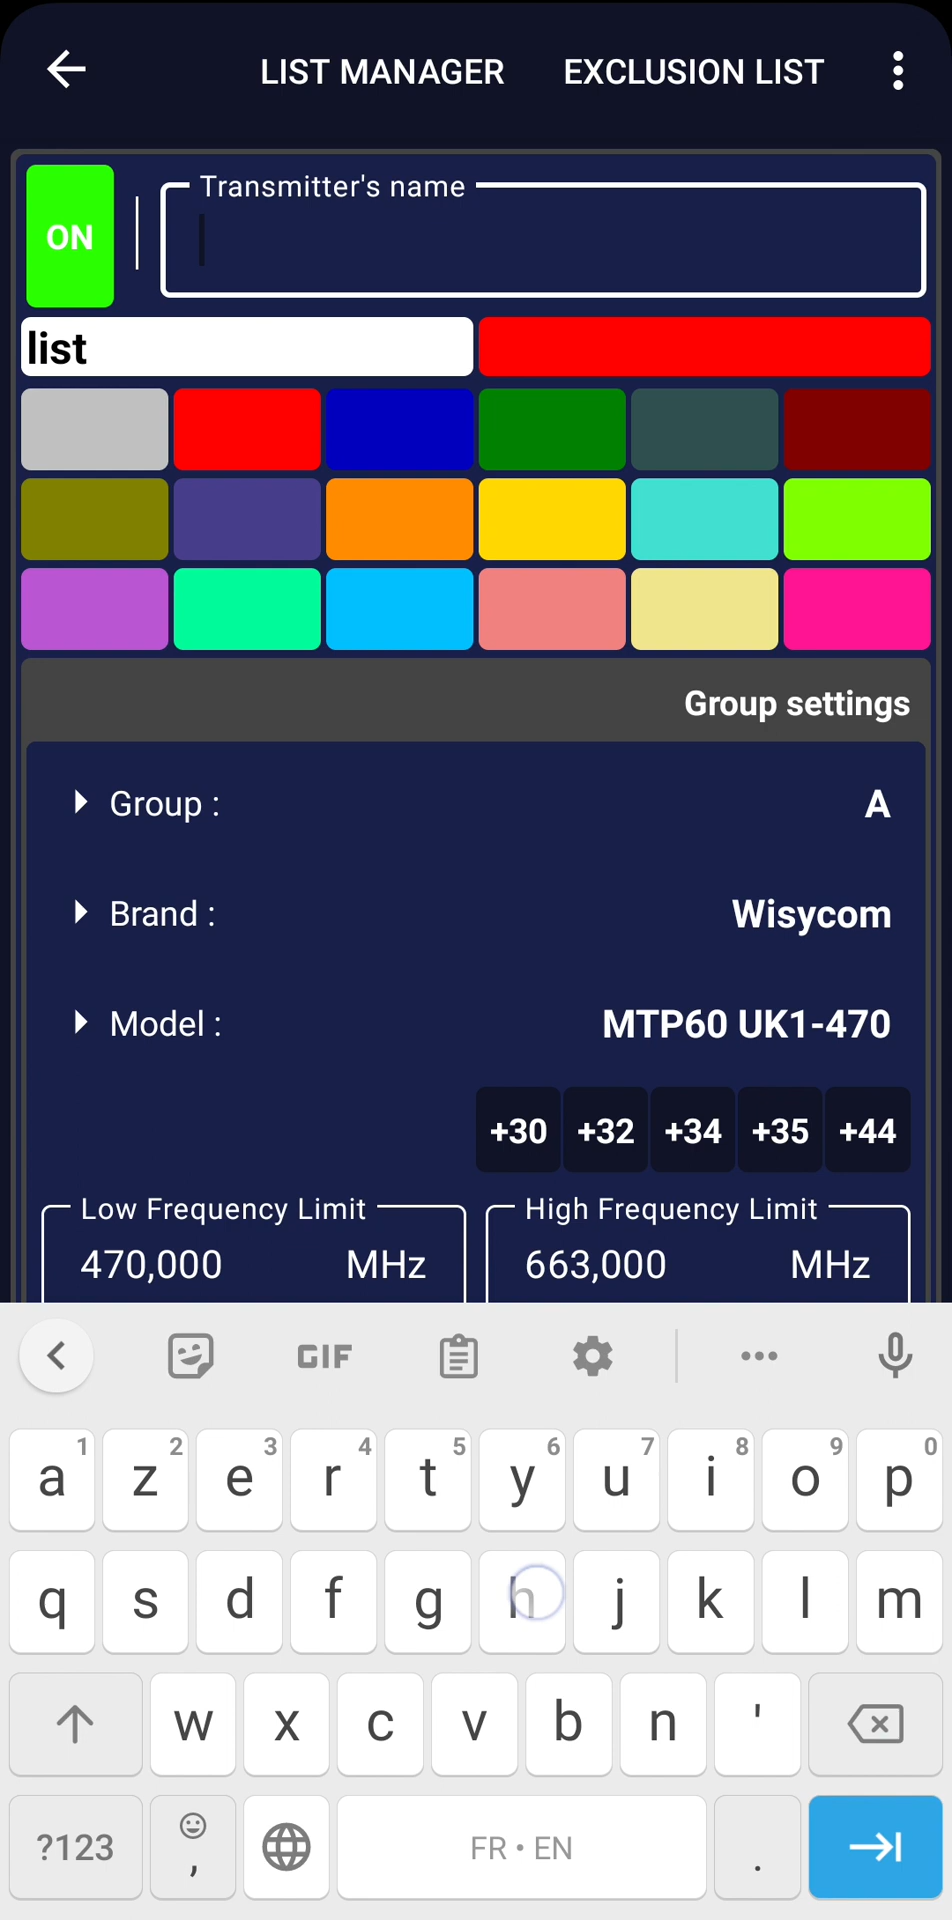 LIST MANAGER EXCLUSION LIST
Transmitter's name
ON
list
Group settings
Group : A
Brand : Wisycom
Model : MTP60 UK1-470
+30 +32 +34 +35 +44
Low Frequency Limit High Frequency Limit
470,000 MHz 663,000 MHz
GIF
1 2 3 4 5 6 7 8 9 0
a z e r t y u i o p
q s d f g h j k l m
w x c v b n '
?123 , FR • EN .